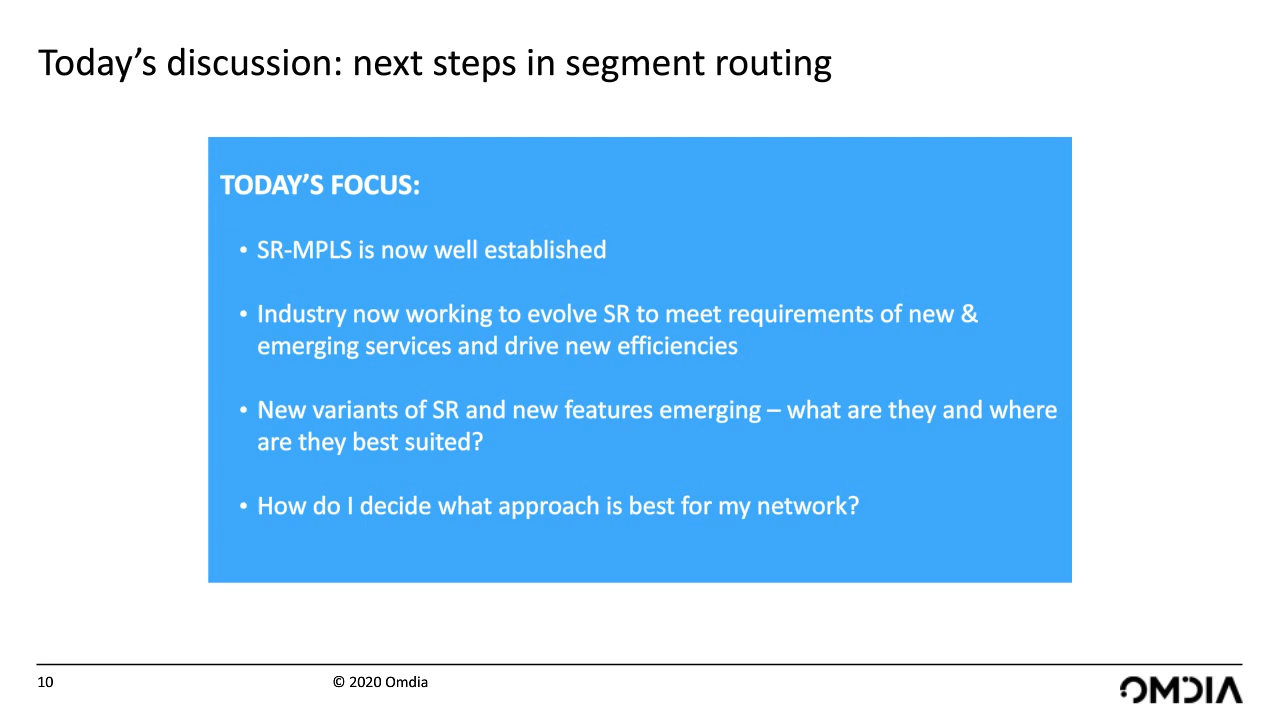 Today’s discussion: next steps in segment routing
TODAY’S FOCUS:
• SR-MPLS is now well established
• Industry now working to evolve SR to meet requirements of new &
emerging services and drive new efficiencies
• New variants of SR and new features emerging – what are they and where
are they best suited?
• How do I decide what approach is best for my network?
10
© 2020 Omdia
OMDIA